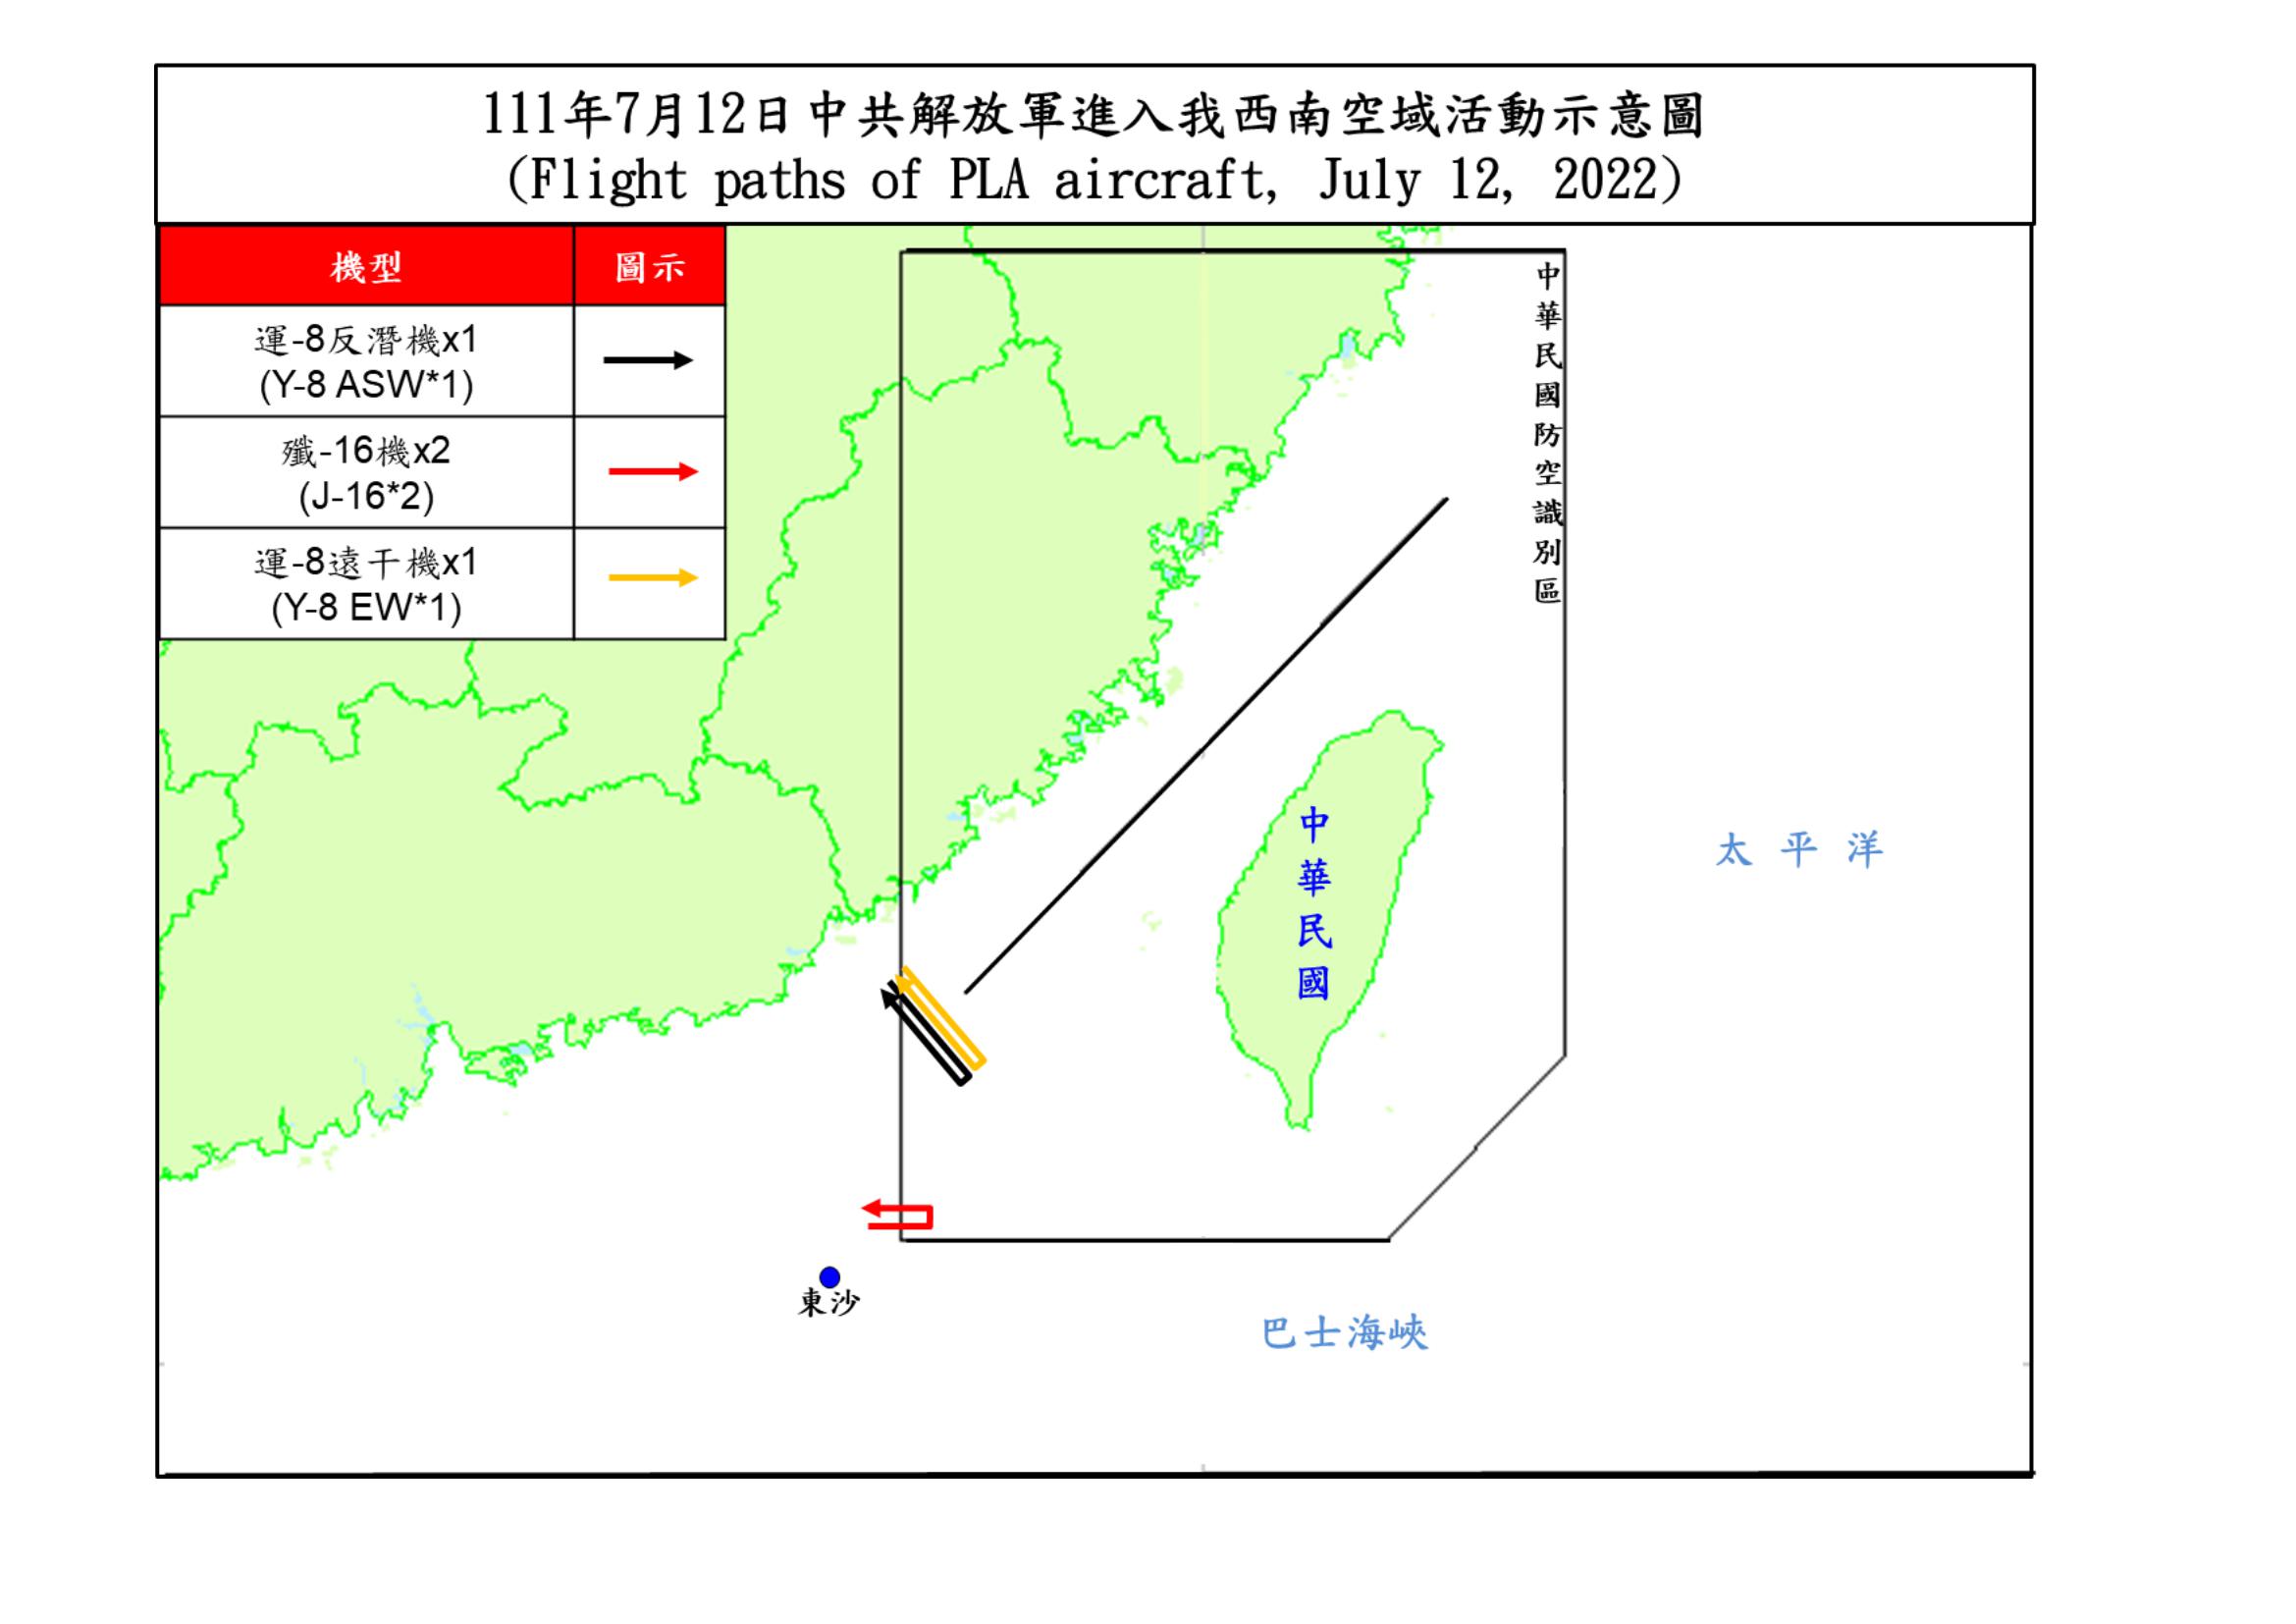 111年7月12日中共解放軍進入我西南空域活動示意圖
(Flight paths of PLA aircraft, July 12, 2022)
機型
圖示
運-8反潛機x1
(Y-8 ASW*1)
殲-16機x2
(J-16*2)
運-8遠干機x1
(Y-8 EW*1)
中華民國防空識別區
中華民國
太平洋
東沙
巴士海峽